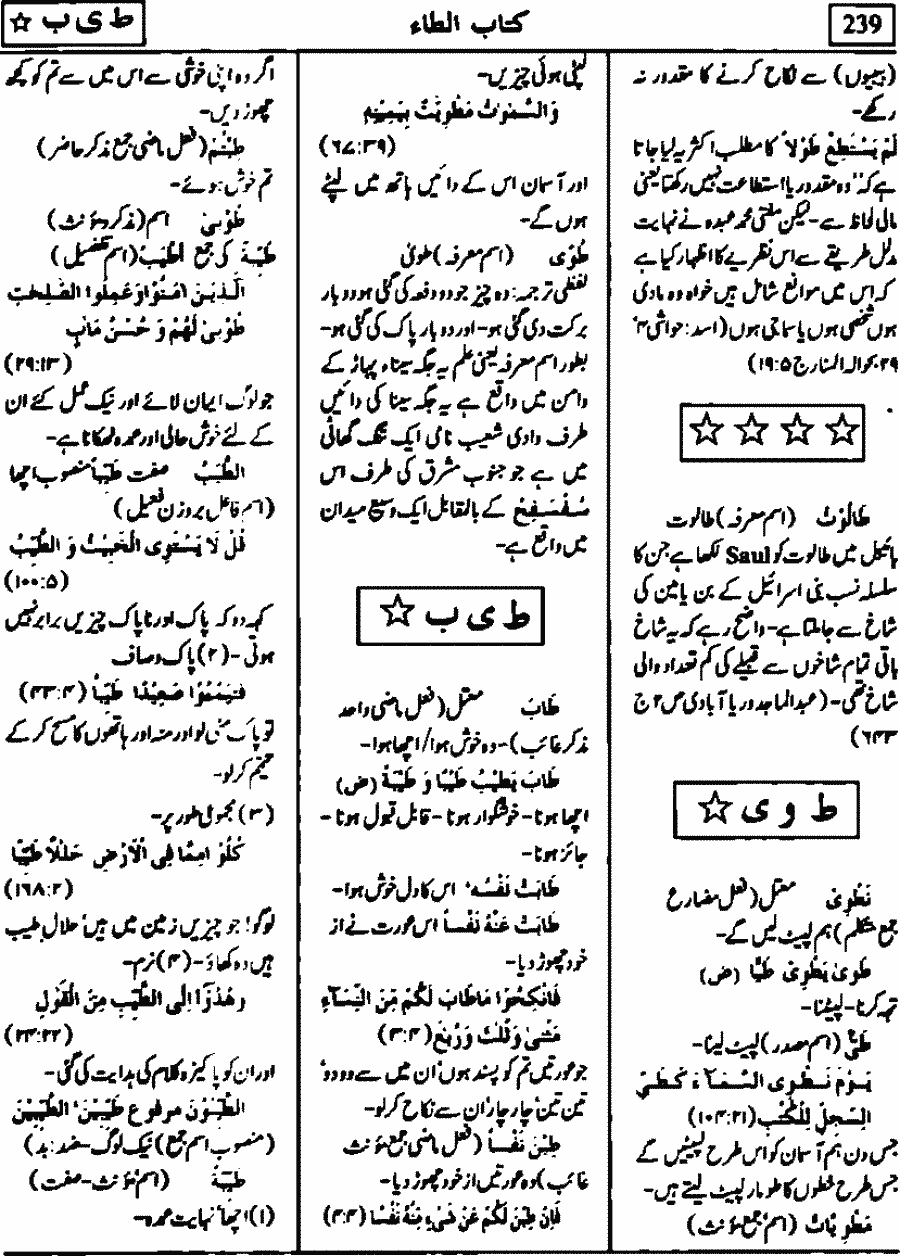 239
کتاب الطاء
ط ی ب ☆
(بیبیوں) سے نکاح کرنے کا مقدور نہ
رکھے-
لَمْ یَسْتَطِعْ طَوْلاً کا مطلب اکثر یہ لیا جاتا
ہے کہ "وہ مقدور یا استطاعت نہیں رکھتا یعنی
مالی لحاظ سے - لیکن مفتی محمد عبدہ نے نہایت
مدلل طریقے سے اس نظریے کا اظہار کیا ہے
کہ اس میں موانع شامل ہیں خواہ وہ مادی
ہوں شخصی ہوں یا سماجی ہوں (اسد: حواشی ۴'
۲۹ بحوالہ المنار ج ۵:۱۹)
☆ ☆ ☆ ☆
طَالُوْتُ (اسم معرفہ) طالوت
بائبل میں طالوت کو Saul لکھا ہے جن کا
سلسلہ نسب بنی اسرائیل کے بن یامین کی
شاخ سے جا ملتا ہے - واضح رہے کہ یہ شاخ
باقی تمام شاخوں سے قبیلے کی کم تعداد والی
شاخ تھی - (عبدالماجد دریا آبادی ص ۲ ج
۶۴۳)
ط و ی ☆
نَطْوِیْ معتل (فعل مضارع
جمع متکلم) ہم لپیٹ لیں گے-
طَویٰ یَطْوِیْ طَیًّا (ض)
تہہ کرنا - لپیٹنا-
طَیٌّ (اسم مصدر) لپیٹ لینا-
یَوْمَ نَطْوِی السَّمَآءَ کَطَیِّ
السِّجِلِّ لِلْکُتُبِ (۱۰۴:۲۱)
جس دن ہم آسمان کو اس طرح لپیٹیں گے
جس طرح خطوں کا طومار لپیٹ لیتے ہیں-
مَطْوِیّٰاتٌ (اسم جمع مؤنث)
لپٹی ہوئی چیزیں-
وَالسَّمٰوٰتُ مَطْوِیّٰتٌ بِیَمِیْنِهٖ
(۶۷:۳۹)
اور آسمان اس کے دائیں ہاتھ میں لپٹے
ہوں گے-
طُوًی (اسم معرفہ) طویٰ
لفظی ترجمہ: وہ چیز جو دو دفعہ کی گئی ہو دو بار
برکت دی گئی ہو - اور دو بار پاک کی گئی ہو-
بطور اسم معرفہ یعنی علم یہ جگہ سیناء پہاڑ کے
دامن میں واقع ہے یہ جگہ سینا کی دائیں
طرف وادی شعیب نامی ایک تنگ گھاٹی
میں ہے جو جنوب مشرق کی طرف اس
سُفْسَفِحْ کے بالمقابل ایک وسیع میدان
میں واقع ہے-
ط ی ب ☆
طَابَ معتل (فعل ماضی واحد
مذکر غائب) - وہ خوش ہوا / اچھا ہوا-
طَابَ یَطِیْبُ طَیْبًا وَ طَیْبَةً (ض)
اچھا ہونا - خوشگوار ہونا - قابل قبول ہونا-
جائز ہونا-
طَابَتْ نَفْسُه' اس کا دل خوش ہوا-
طَابَتْ عَنْهُ نَفْساً اس عورت نے از
خود چھوڑ دیا-
فَانْکِحُوْا مَاطَابَ لَکُمْ مِّنَ النِّسَآءِ
مَثْنیٰ وَثُلٰثَ وَرُبٰعَ (۳:۴)
جو عورتیں تم کو پسند ہوں' ان میں سے دو دو'
تین تین' چار چار' ان سے نکاح کرلو-
طِبْنَ نَفْساً (فعل ماضی جمع مؤنث
غائب) وہ عورتیں از خود چھوڑ دیا-
فَاِنْ طِبْنَ لَکُمْ عَنْ شَیْءٍ مِّنْهُ نَفْسًا (۴:۴)
اگر وہ اپنی خوشی سے اس میں سے تم کو کچھ
چھوڑ دیں-
طِبْتُمْ (فعل ماضی جمع مذکر حاضر)
تم خوش ہوئے-
طُوْبیٰ اسم (مذکر و مؤنث)
طَیِّبَةٌ کی جمع اَطْیَبُ (اسم تفضیل)
اَلَّذِیْنَ اٰمَنُوْا وَعَمِلُوا الصّٰلِحٰتِ
طُوْبیٰ لَهُمْ وَ حُسْنُ مَاٰبٍ
(۲۹:۱۳)
جو لوگ ایمان لائے اور نیک عمل کئے ان
کے لئے خوش حالی اور عمدہ ٹھکانا ہے-
الطَّیِّبُ صفت طَیِّباً منصوب اچھا
(اسم فاعل بروزن فعیل)
قُلْ لَا یَسْتَوِی الْخَبِیْثُ وَ الطَّیِّبُ
(۱۰۰:۵)
کہہ دو کہ پاک اور ناپاک چیزیں برابر نہیں
ہوتی - (۲) پاک و صاف
فَتَیَمَّمُوْا صَعِیْدًا طَیِّباً (۴۳:۴)
تو پاک مٹی لو اور منہ اور ہاتھوں کا مسح کر کے
تیمم کرلو-
(۳) مجموعی طور پر-
کُلُوْا مِمَّا فِی الْاَرْضِ حَلٰلاً طَیِّبًا
(۱۶۸:۲)
لوگو! جو چیزیں زمین میں ہیں' حلال طیب
ہیں وہ کھاؤ - (۴) نرم-
وَهُدُوْآ اِلَی الطَّیِّبِ مِنَ الْقَوْلِ
(۲۴:۲۲)
اور ان کو پاکیزہ کلام کی ہدایت کی گئی-
الطَّیِّبُوْنَ مرفوع طَیِّبِیْنَ' الطَّیِّبِیْنَ
(منصوب اسم جمع) نیک لوگ - ضد: بد)
طَیِّبَةً (اسم مؤنث - صفت)
(۱) اچھا' نہایت عمدہ-